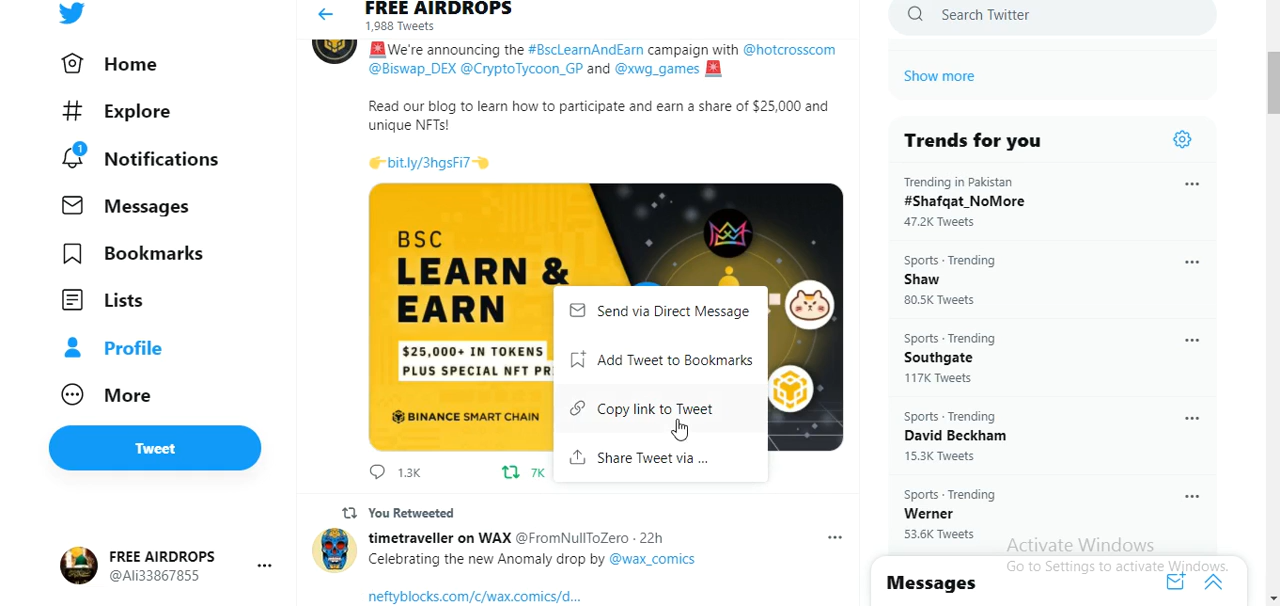 Home
Explore
1
Notifications
Messages
Bookmarks
Lists
Profile
More
Tweet
FREE AIRDROPS
@Ali33867855
FREE AIRDROPS
1,988 Tweets
🚨We're announcing the #BscLearnAndEarn campaign with @hotcrosscom
@Biswap_DEX @CryptoTycoon_GP and @xwg_games 🚨
Read our blog to learn how to participate and earn a share of $25,000 and
unique NFTs!
👉bit.ly/3hgsFi7👈
BSC
LEARN &
EARN
$25,000+ IN TOKENS
PLUS SPECIAL NFT PR
BINANCE SMART CHAIN
Send via Direct Message
Add Tweet to Bookmarks
Copy link to Tweet
Share Tweet via ...
1.3K
7K
You Retweeted
timetraveller on WAX @FromNullToZero · 22h
Celebrating the new Anomaly drop by @wax_comics
neftyblocks.com/c/wax.comics/d...
Search Twitter
Show more
Trends for you
Trending in Pakistan
#Shafqat_NoMore
47.2K Tweets
Sports · Trending
Shaw
80.5K Tweets
Sports · Trending
Southgate
117K Tweets
Sports · Trending
David Beckham
15.3K Tweets
Sports · Trending
Werner
53.6K Tweets
Activate Windows
Go to Settings to activate Windows.
Messages